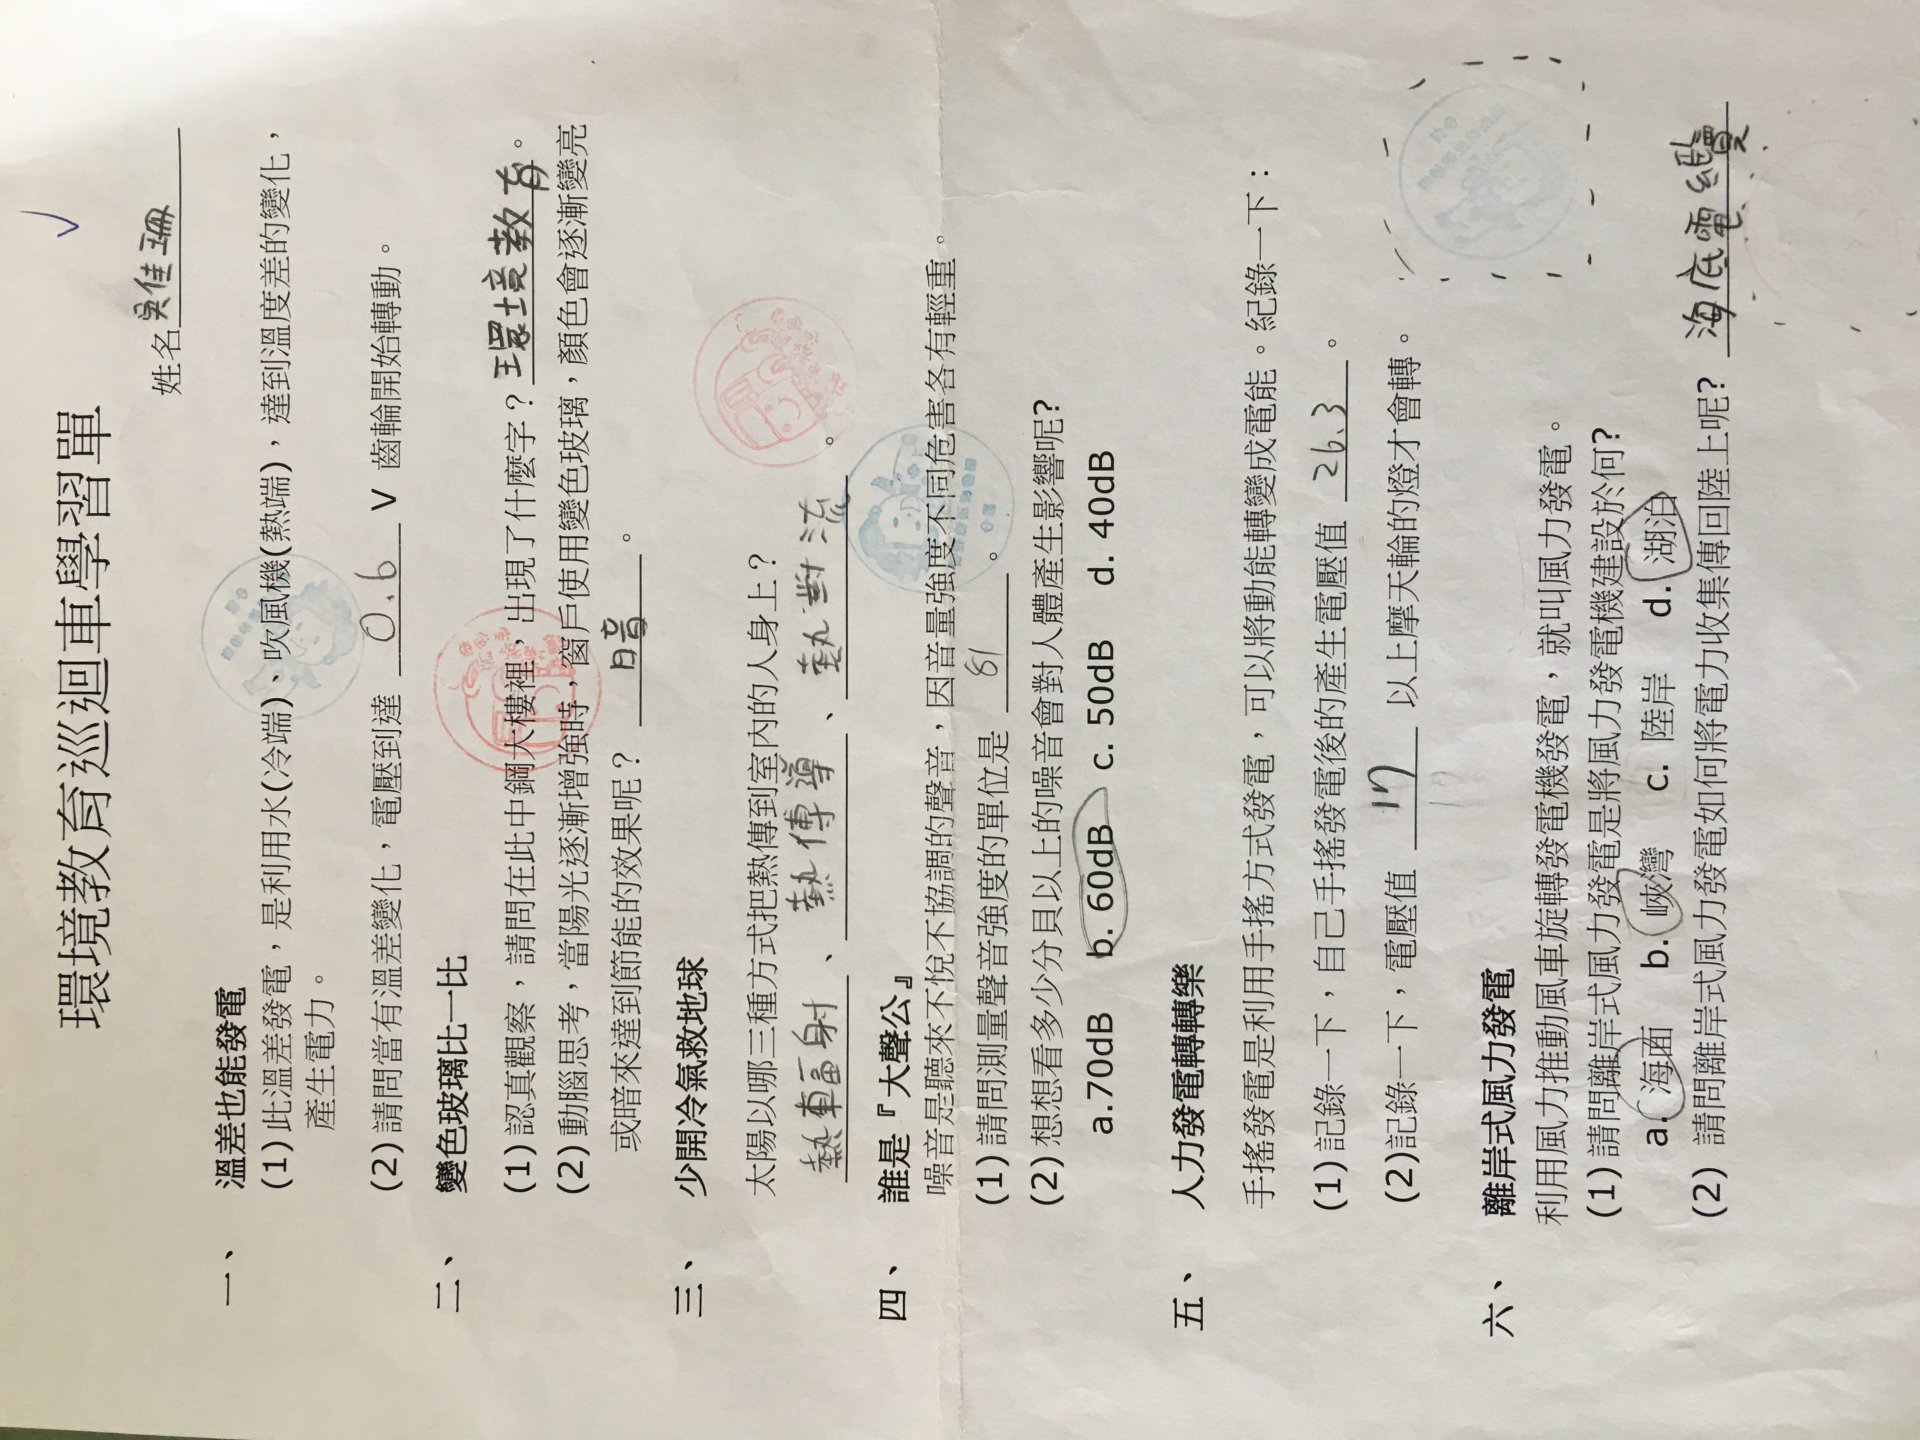 環境教育巡迴車學習單
姓名 吳佳珊
一、 溫差也能發電
(1) 此溫差發電，是利用水(冷端)、吹風機(熱端)，達到溫度差的變化，
產生電力。
(2) 請問當有溫差變化，電壓到達 0.6 V 齒輪開始轉動。
二、 變色玻璃比一比
(1) 認真觀察，請問在此中鋼大樓裡，出現了什麼字？環境教育。
(2) 動腦思考，當陽光逐漸增強時，窗戶使用變色玻璃，顏色會逐漸變亮
或暗來達到節能的效果呢？ 暗 。
三、 少開冷氣救地球
太陽以哪三種方式把熱傳到室內的人身上？
熱輻射、熱傳導、熱對流。
四、 誰是『大聲公』
噪音是聽來不悅不協調的聲音，因音量強度不同危害各有輕重。
(1) 請問測量聲音強度的單位是 81 。
(2) 想想看多少分貝以上的噪音會對人體產生影響呢?
a.70dB b. 60dB c. 50dB d. 40dB
五、 人力發電轉轉樂
手搖發電是利用手搖方式發電，可以將動能轉變成電能。紀錄一下：
(1) 記錄一下，自己手搖發電後的產生電壓值 26.3 。
(2)記錄一下，電壓值 17 以上摩天輪的燈才會轉。
六、 離岸式風力發電
利用風力推動風車旋轉發電機發電，就叫風力發電。
(1) 請問離岸式風力發電是將風力發電機建設於何?
a. 海面 b. 峽灣 c. 陸岸 d. 湖泊
(2) 請問離岸式風力發電如何將電力收集傳回陸上呢? 海底電纜